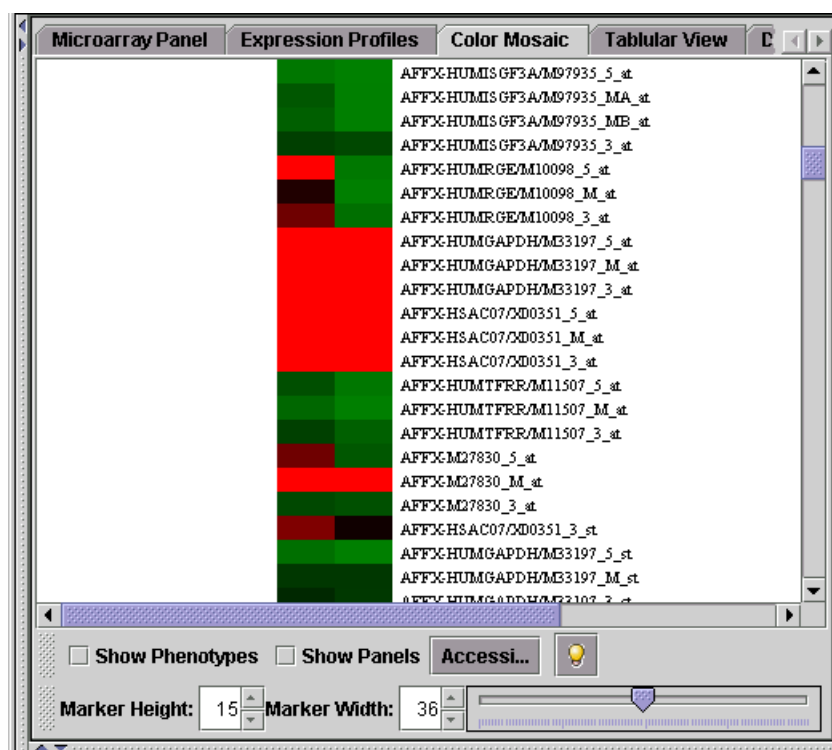 Microarray Panel Expression Profiles Color Mosaic Tablular View D
AFFX-HUMISGF3A/M97935_5_at
AFFX-HUMISGF3A/M97935_MA_at
AFFX-HUMISGF3A/M97935_MB_at
AFFX-HUMISGF3A/M97935_3_at
AFFX-HUMRGE/M10098_5_at
AFFX-HUMRGE/M10098_M_at
AFFX-HUMRGE/M10098_3_at
AFFX-HUMGAPDH/M33197_5_at
AFFX-HUMGAPDH/M33197_M_at
AFFX-HUMGAPDH/M33197_3_at
AFFX-HSAC07/X00351_5_at
AFFX-HSAC07/X00351_M_at
AFFX-HSAC07/X00351_3_at
AFFX-HUMTFRR/M11507_5_at
AFFX-HUMTFRR/M11507_M_at
AFFX-HUMTFRR/M11507_3_at
AFFX-M27830_5_at
AFFX-M27830_M_at
AFFX-M27830_3_at
AFFX-HSAC07/X00351_3_st
AFFX-HUMGAPDH/M33197_5_st
AFFX-HUMGAPDH/M33197_M_st
AFFX-HUMGAPDH/M33197_3_st
Show Phenotypes Show Panels Accessi...
Marker Height: 15 Marker Width: 36